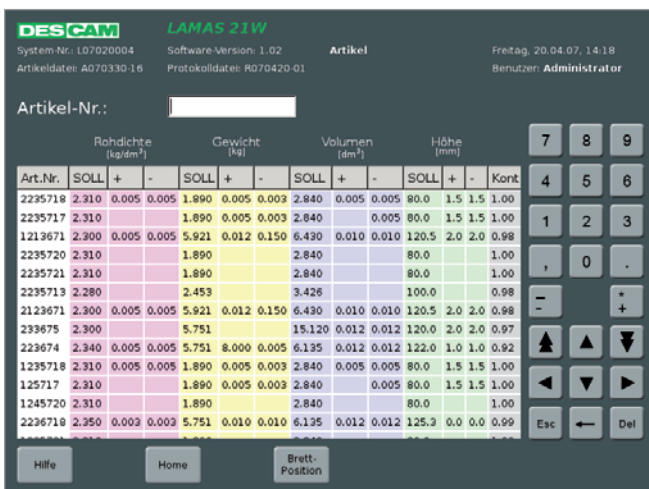 DESCAM LAMAS 21W
System-Nr.: L07020004 Software-Version: 1.02 Artikel Freitag, 20.04.07, 14:18
Artikeldatei: A070330-16 Protokolldatei: R070420-01 Benutzer: Administrator
Artikel-Nr.:
Rohdichte Gewicht Volumen Höhe
[kg/dm³] [kg] [dm³] [mm]
Art.Nr. SOLL + - SOLL + - SOLL + - SOLL + - Kont
2235718 2.310 0.005 0.005 1.890 0.005 0.003 2.840 0.005 0.005 80.0 1.5 1.5 1.00
2235717 2.310 1.890 0.005 0.003 2.840 0.005 80.0 1.5 1.5 1.00
1213671 2.300 0.005 0.005 5.921 0.012 0.150 6.430 0.010 0.010 120.5 2.0 2.0 0.98
2235720 2.310 1.890 2.840 80.0 1.00
2235721 2.310 1.890 2.840 80.0 1.00
2235713 2.280 2.453 3.426 100.0 0.98
2123671 2.300 0.005 0.005 5.921 0.012 0.150 6.430 0.010 0.010 120.5 2.0 2.0 0.98
233675 2.300 5.751 15.120 0.012 0.012 120.0 2.0 2.0 0.97
223674 2.340 0.005 0.005 5.751 8.000 0.005 6.135 0.012 0.012 122.0 1.0 1.0 0.92
1235718 2.310 0.005 0.005 1.890 0.005 0.003 2.840 0.005 0.005 80.0 1.5 1.5 1.00
125717 2.310 1.890 0.005 0.003 2.840 0.005 80.0 1.5 1.5 1.00
1245720 2.310 1.890 2.840 80.0 1.00
2236718 2.350 0.003 0.003 5.751 0.010 0.010 6.135 0.012 0.012 125.3 0.0 0.0 0.99
7 8 9
4 5 6
1 2 3
, 0 .
- * +
Esc Del
Hilfe Home Brett-
Position